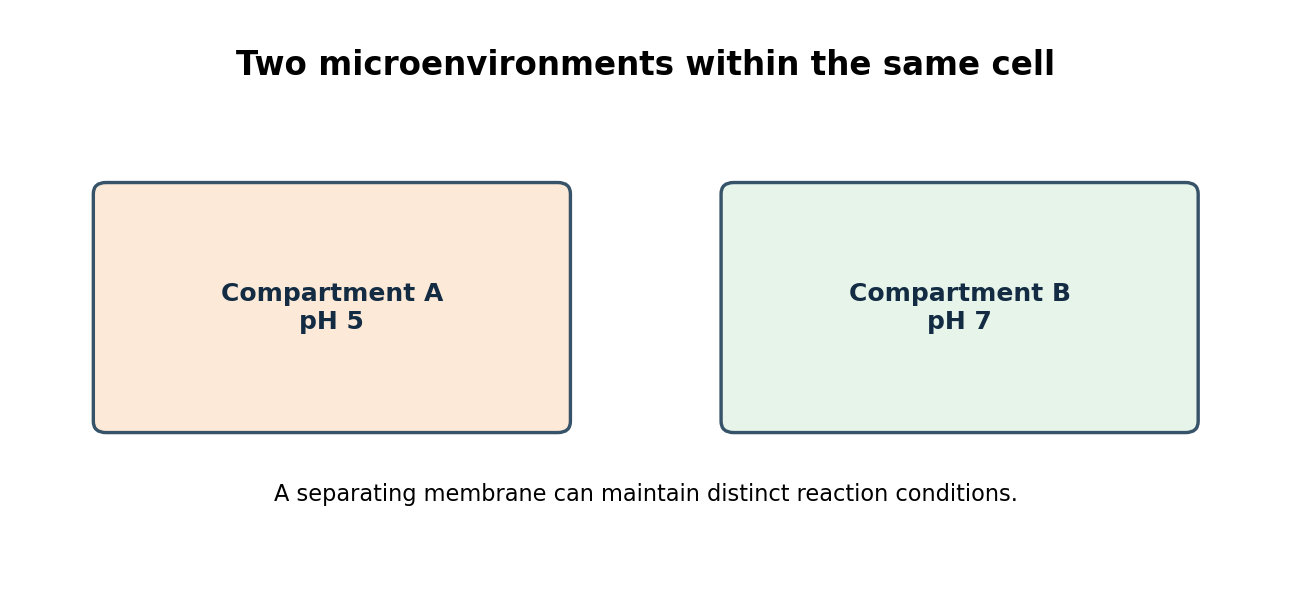 Two microenvironments within the same cell
Compartment A
pH 5
Compartment B
pH 7
A separating membrane can maintain distinct reaction conditions.